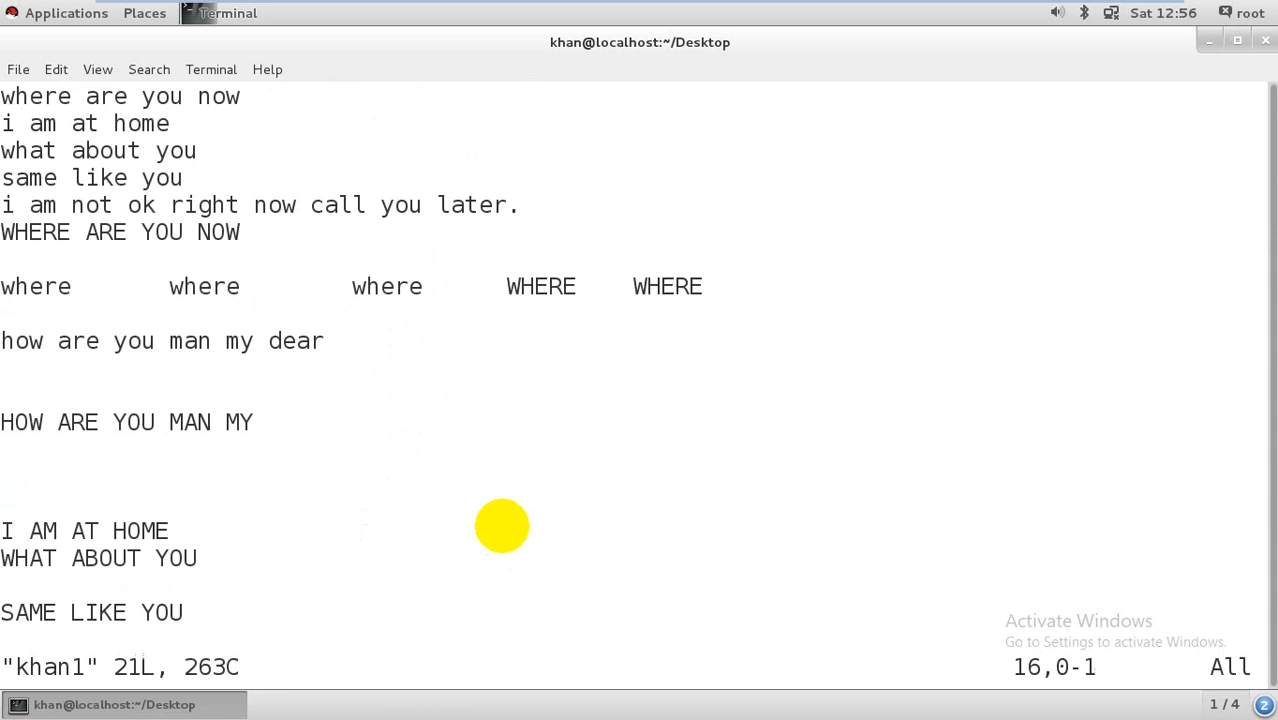 Applications Places Terminal Sat 12:56 root
khan@localhost:~/Desktop
File Edit View Search Terminal Help
where are you now
i am at home
what about you
same like you
i am not ok right now call you later.
WHERE ARE YOU NOW
where where where WHERE WHERE
how are you man my dear
HOW ARE YOU MAN MY
I AM AT HOME
WHAT ABOUT YOU
SAME LIKE YOU
Activate Windows
Go to Settings to activate Windows.
"khan1" 21L, 263C 16,0-1 All
khan@localhost:~/Desktop 1 / 4 2